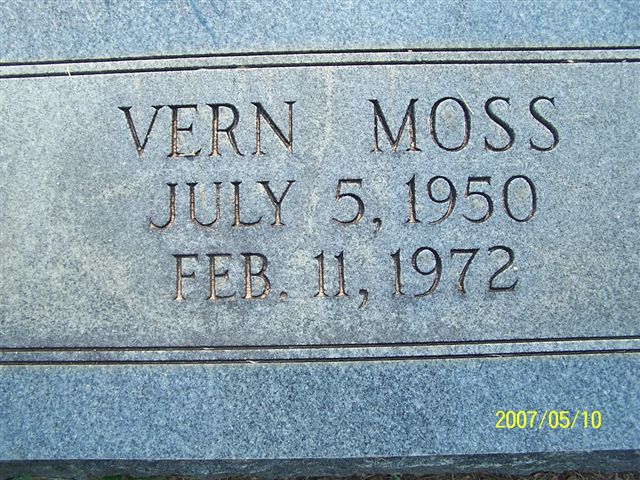 VERN MOSS
JULY 5, 1950
FEB. 11, 1972
2007/05/10